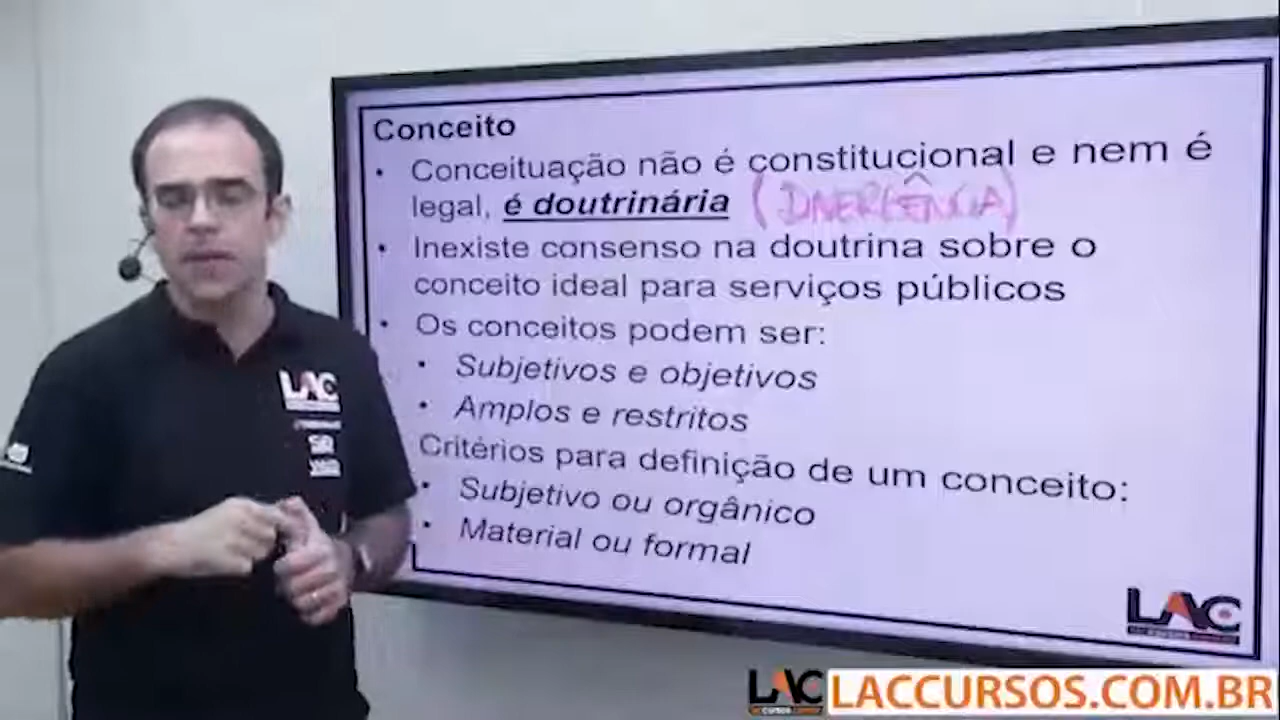 Conceito
• Conceituação não é constitucional e nem é
legal, é doutrinária (DIVERGÊNCIA)
• Inexiste consenso na doutrina sobre o
conceito ideal para serviços públicos
• Os conceitos podem ser:
• Subjetivos e objetivos
• Amplos e restritos
Critérios para definição de um conceito:
• Subjetivo ou orgânico
• Material ou formal
LAC
LAC
LAC
LACCURSOS.COM.BR